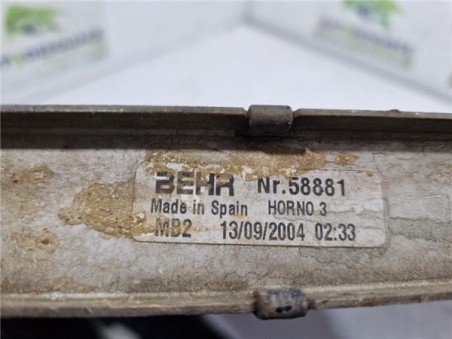 BEHR Nr.58881
Made in Spain HORNO 3
MB2 13/09/2004 02:33